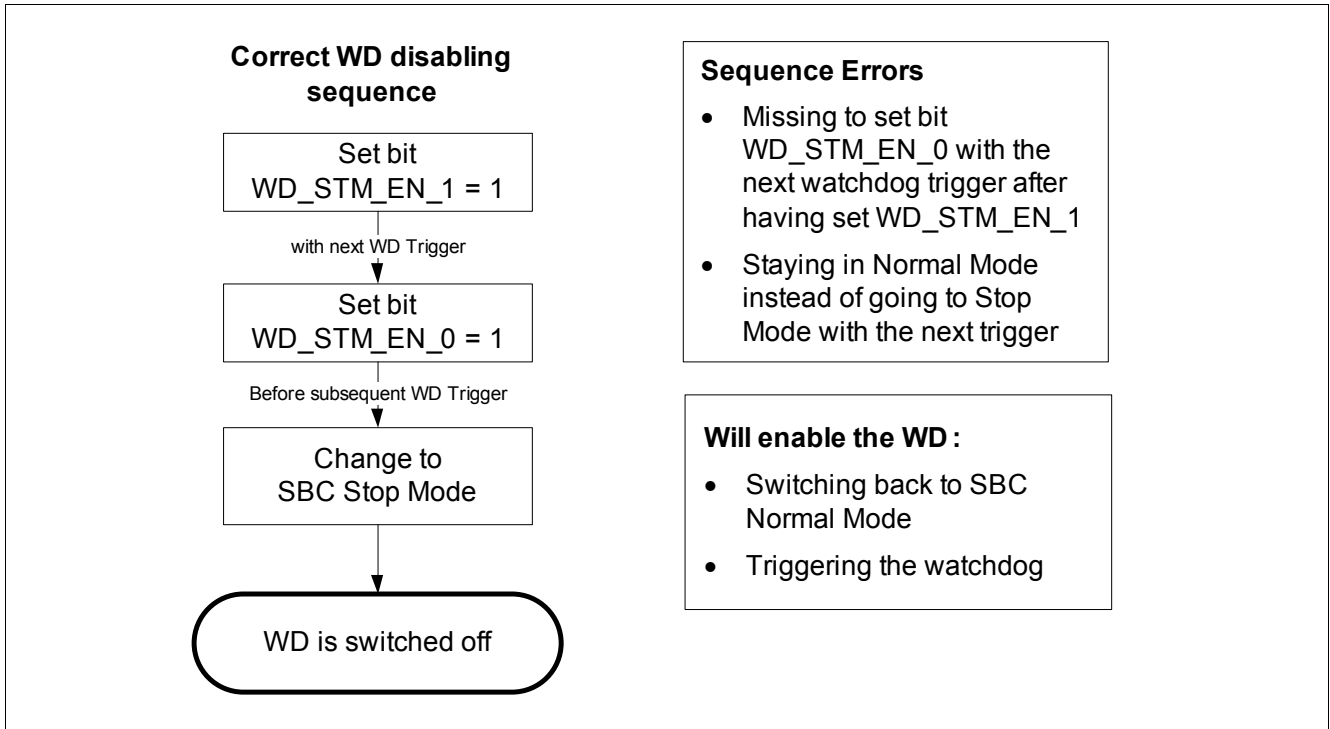 Correct WD disabling
sequence
Set bit
WD_STM_EN_1 = 1
with next WD Trigger
Set bit
WD_STM_EN_0 = 1
Before subsequent WD Trigger
Change to
SBC Stop Mode
WD is switched off
Sequence Errors
• Missing to set bit
WD_STM_EN_0 with the
next watchdog trigger after
having set WD_STM_EN_1
• Staying in Normal Mode
instead of going to Stop
Mode with the next trigger
Will enable the WD :
• Switching back to SBC
Normal Mode
• Triggering the watchdog